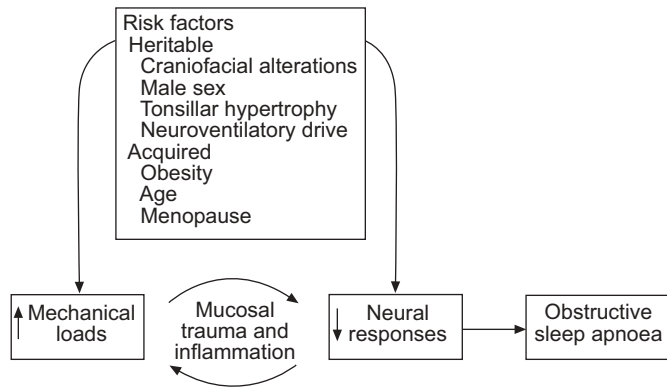 Risk factors
Heritable
Craniofacial alterations
Male sex
Tonsillar hypertrophy
Neuroventilatory drive
Acquired
Obesity
Age
Menopause
Mechanical
loads
Mucosal
trauma and
inflammation
Neural
responses
Obstructive
sleep apnoea